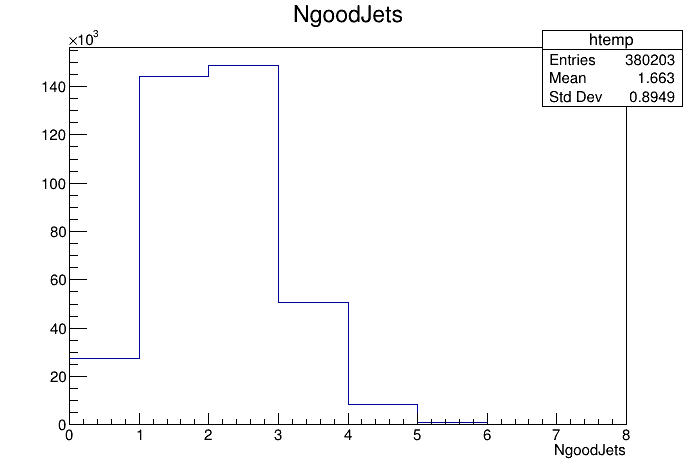 NgoodJets
×10³
htemp
Entries 380203
Mean 1.663
Std Dev 0.8949
140
120
100
80
60
40
20
0
0 1 2 3 4 5 6 7 8
NgoodJets